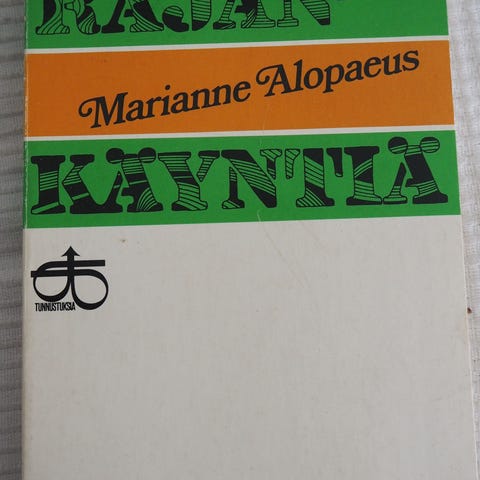 RAJAN-
Marianne Alopaeus
KÄYNTIÄ
TUNNUSTUKSIA